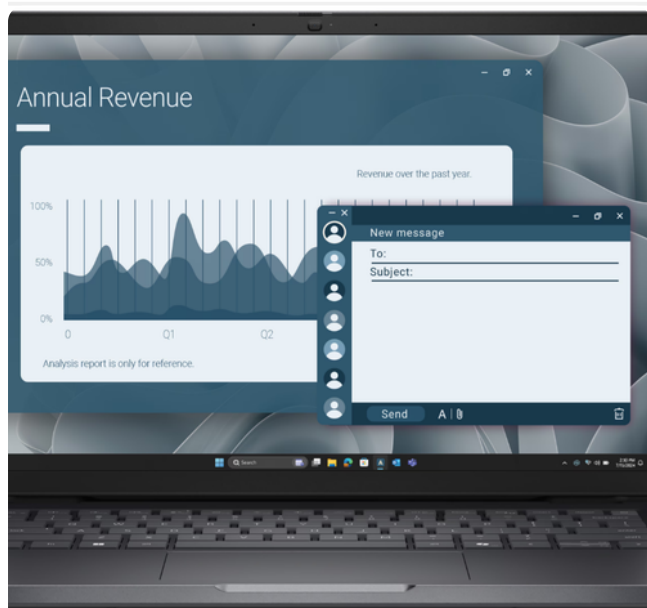 Annual Revenue
Revenue over the past year.
100%
50%
0%
0 Q1 Q2
Analysis report is only for reference.
New message
To:
Subject:
Send A
Search